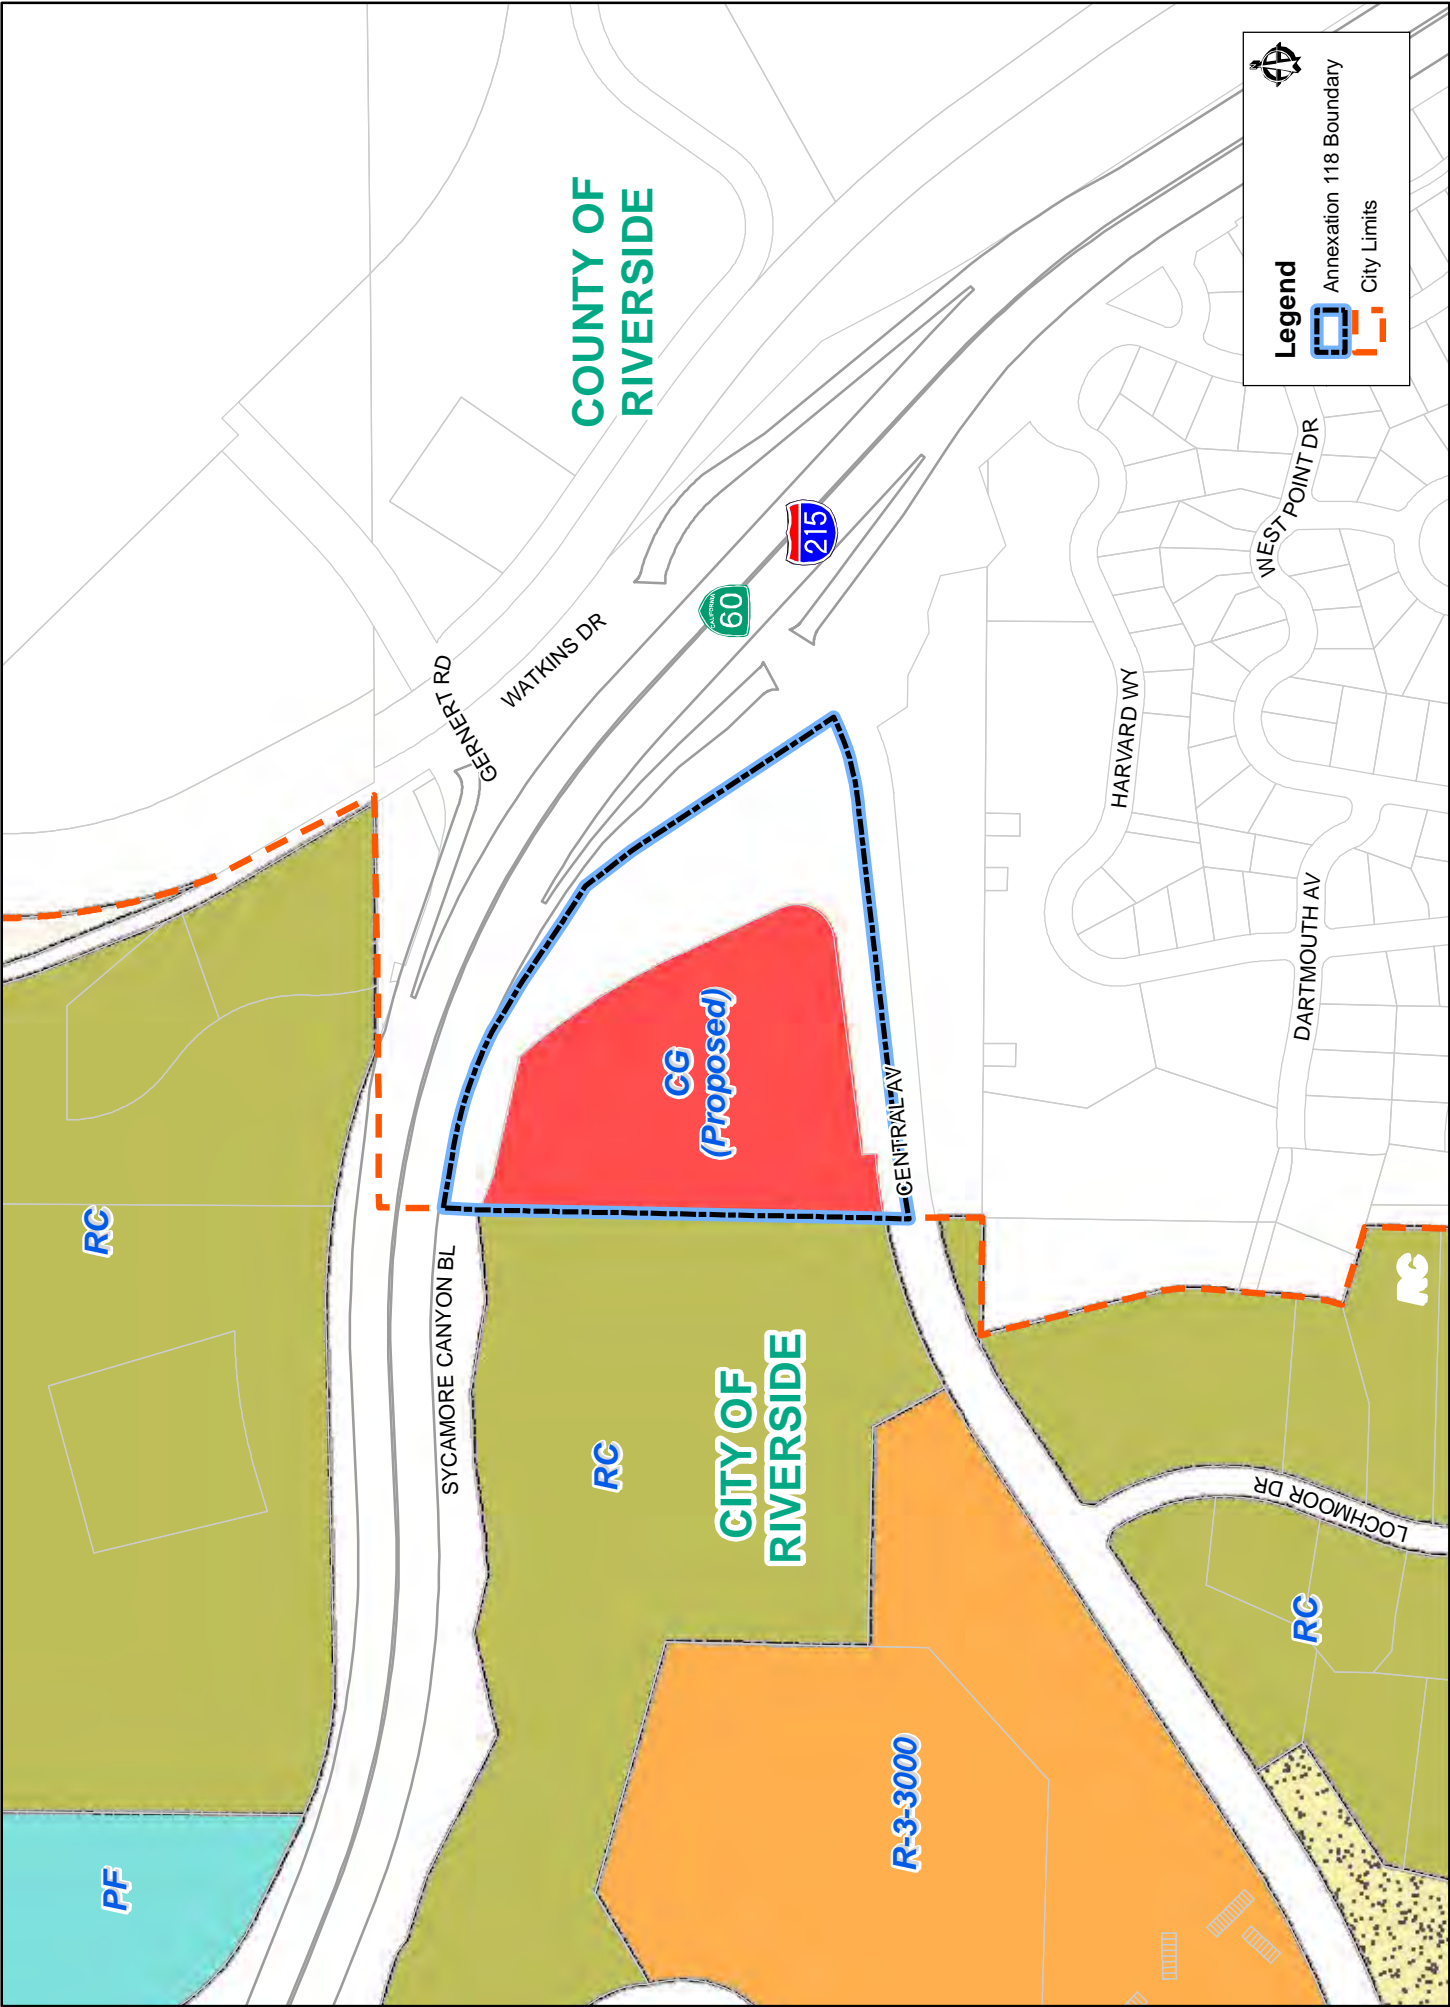 COUNTY OF
RIVERSIDE
RC
PF
GERNERT RD
WATKINS DR
CALIFORNIA
60
215
SYCAMORE CANYON BL
CG
(Proposed)
CENTRAL AV
RC
CITY OF
RIVERSIDE
R-3-3000
HARVARD WY
WEST POINT DR
DARTMOUTH AV
LOCHMOOR DR
RC
RC
Legend
Annexation 118 Boundary
City Limits